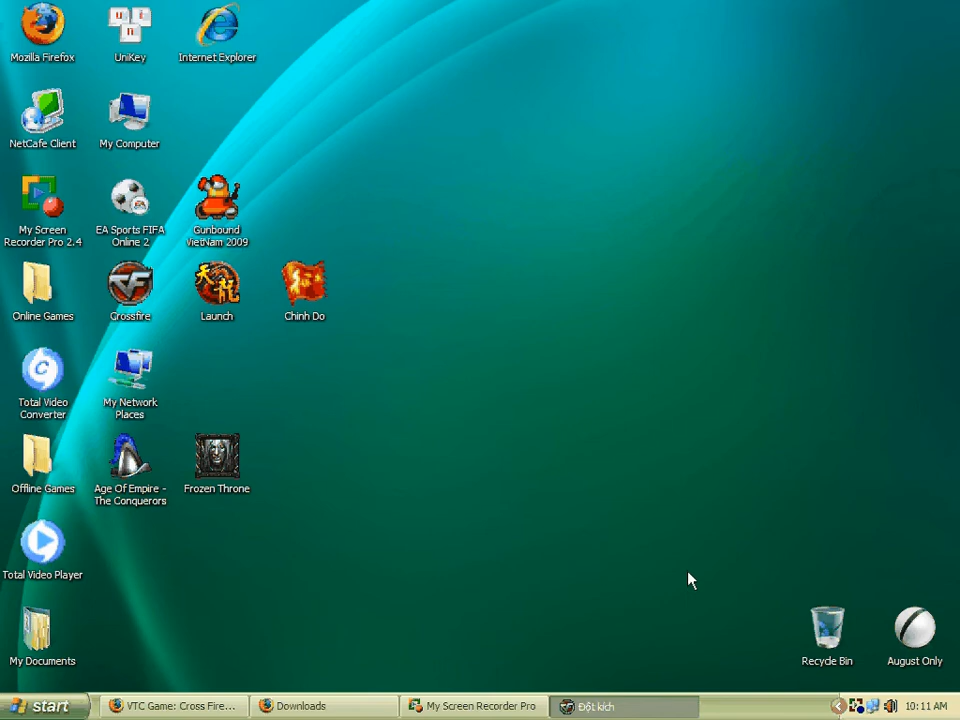 Mozilla Firefox
UniKey
Internet Explorer
NetCafe Client
My Computer
My Screen
Recorder Pro 2.4
EA Sports FIFA
Online 2
Gunbound
VietNam 2009
Online Games
Crossfire
Launch
Chinh Do
Total Video
Converter
My Network
Places
Offline Games
Age Of Empire -
The Conquerors
Frozen Throne
Total Video Player
My Documents
Recycle Bin
August Only
start
VTC Game: Cross Fire...
Downloads
My Screen Recorder Pro
Đột kích
10:11 AM